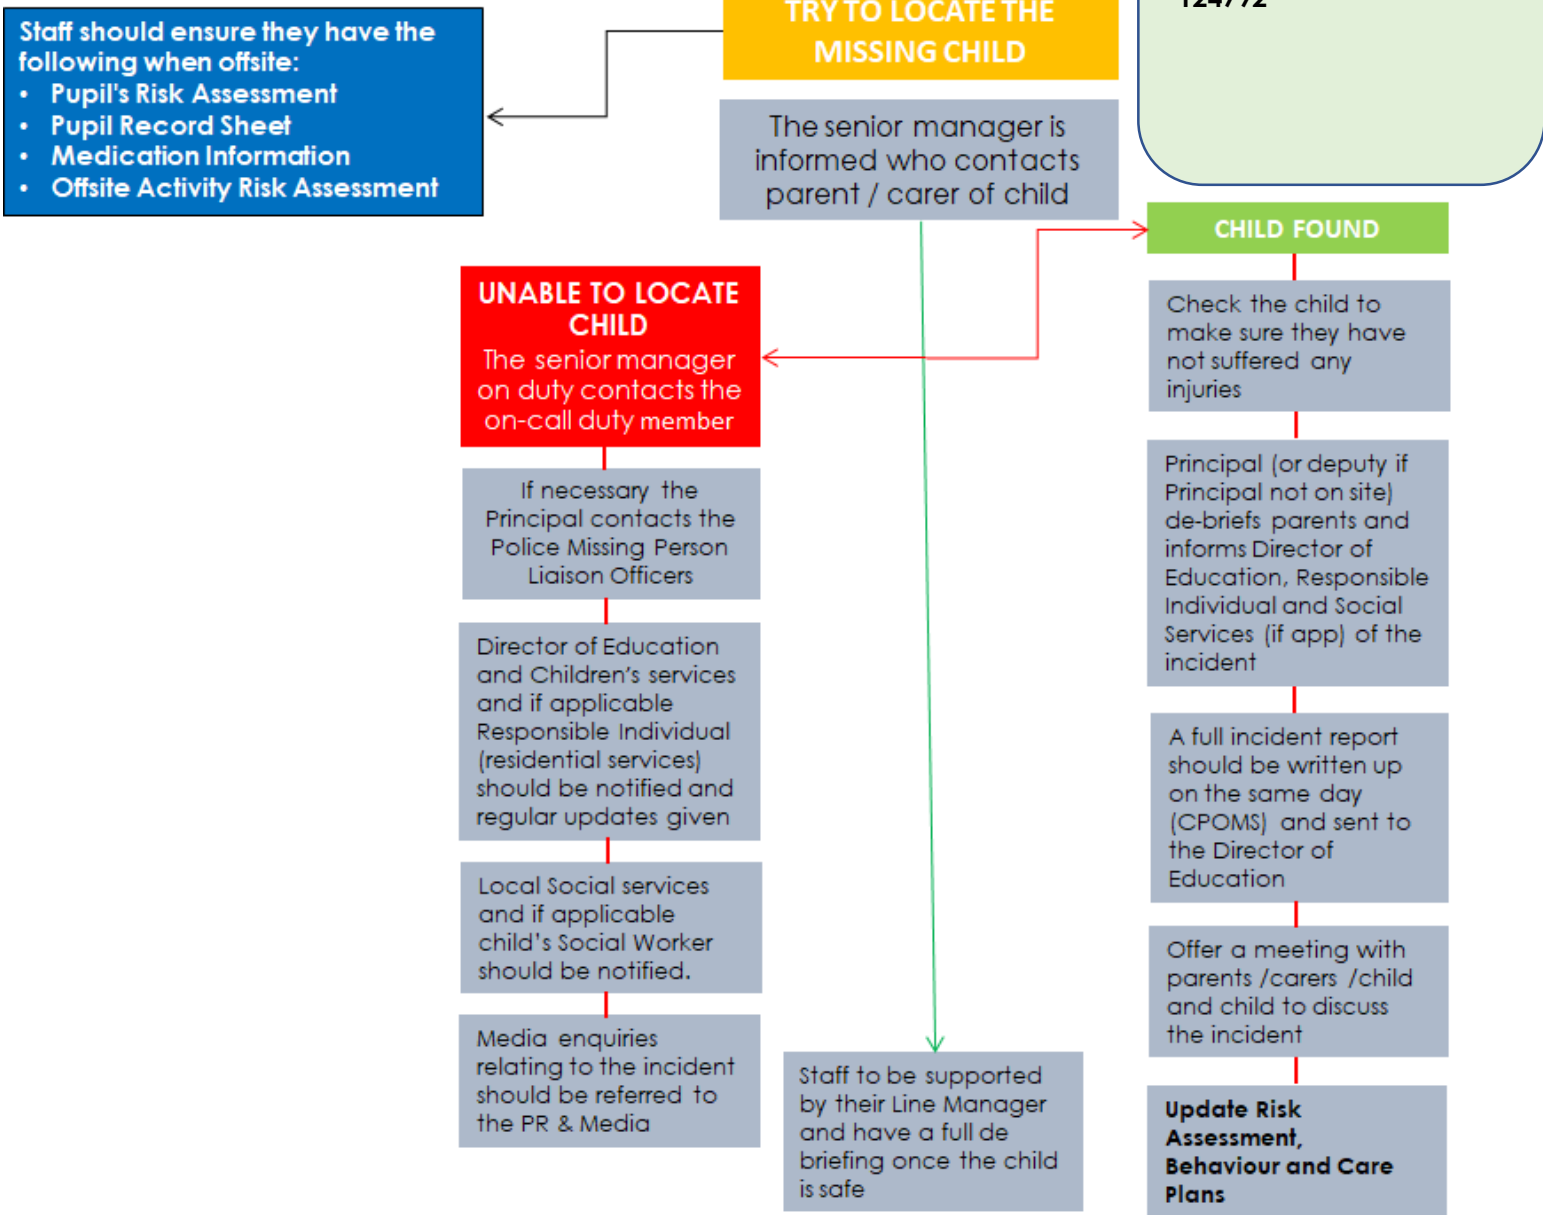 Staff should ensure they have the
following when offsite:
• Pupil's Risk Assessment
• Pupil Record Sheet
• Medication Information
• Offsite Activity Risk Assessment
TRY TO LOCATE THE
MISSING CHILD
The senior manager is
informed who contacts
parent / carer of child
UNABLE TO LOCATE
CHILD
The senior manager
on duty contacts the
on-call duty member
If necessary the
Principal contacts the
Police Missing Person
Liaison Officers
Director of Education
and Children's services
and if applicable
Responsible Individual
(residential services)
should be notified and
regular updates given
Local Social services
and if applicable
child's Social Worker
should be notified.
Media enquiries
relating to the incident
should be referred to
the PR & Media
Staff to be supported
by their Line Manager
and have a full de
briefing once the child
is safe
CHILD FOUND
Check the child to
make sure they have
not suffered any
injuries
Principal (or deputy if
Principal not on site)
de-briefs parents and
informs Director of
Education, Responsible
Individual and Social
Services (if app) of the
incident
A full incident report
should be written up
on the same day
(CPOMS) and sent to
the Director of
Education
Offer a meeting with
parents /carers /child
and child to discuss
the incident
Update Risk
Assessment,
Behaviour and Care
Plans